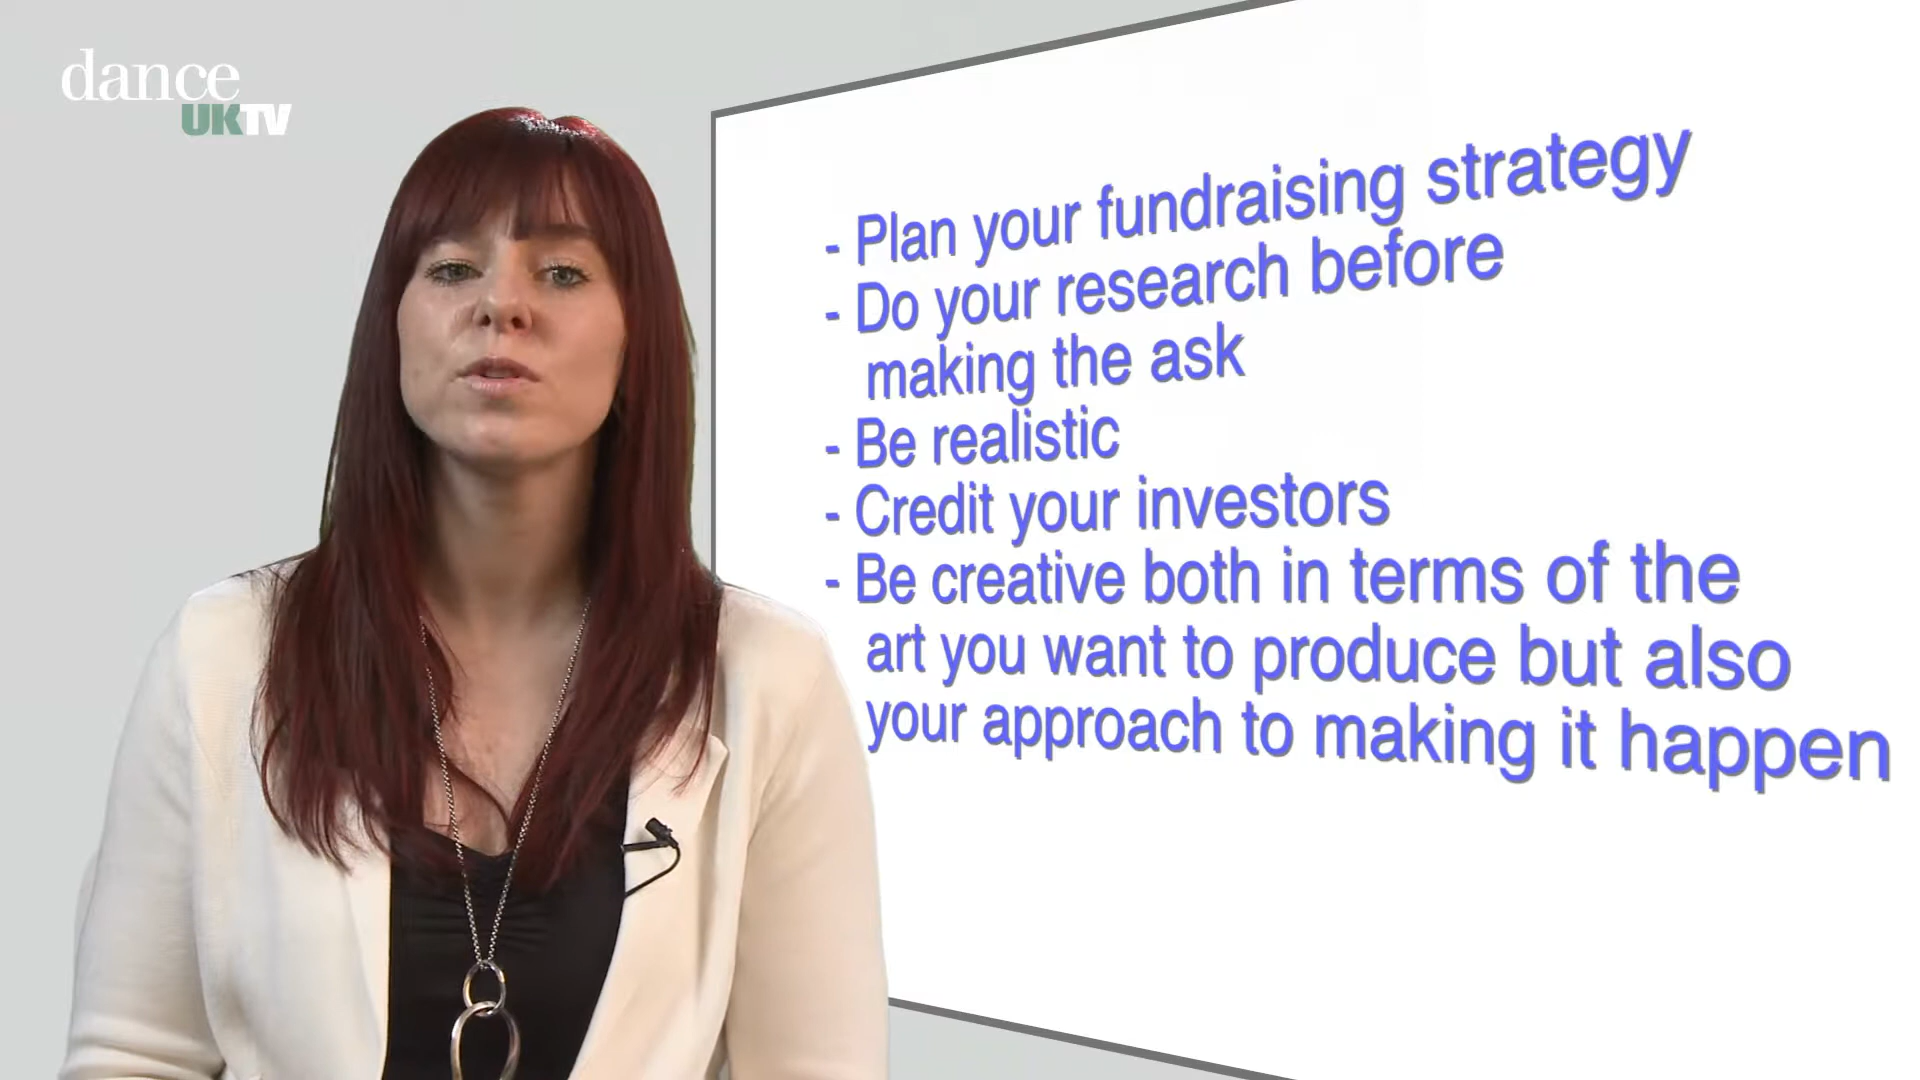 dance
UKTV
- Plan your fundraising strategy
- Do your research before
making the ask
- Be realistic
- Credit your investors
- Be creative both in terms of the
art you want to produce but also
your approach to making it happen